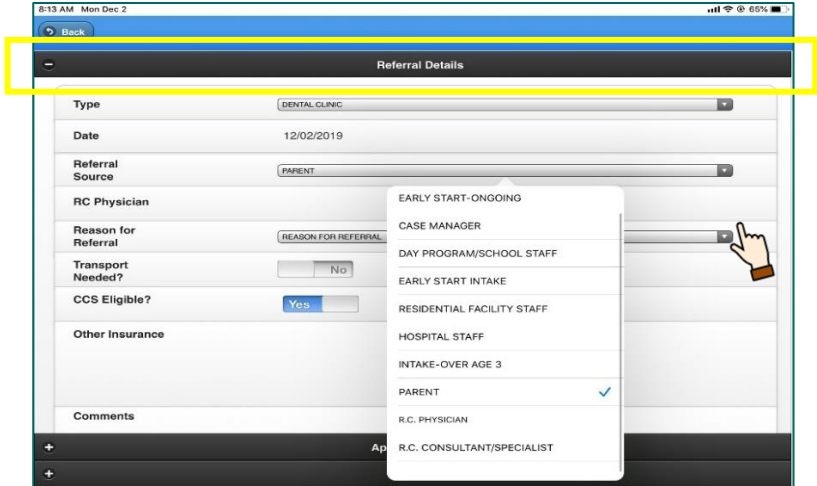 8:13 AM Mon Dec 2 65%
Back
Referral Details
Type DENTAL CLINIC
Date 12/02/2019
Referral
Source PARENT
RC Physician
Reason for
Referral REASON FOR REFERRAL
Transport
Needed? No
CCS Eligible? Yes
Other Insurance
Comments
EARLY START-ONGOING
CASE MANAGER
DAY PROGRAM/SCHOOL STAFF
EARLY START INTAKE
RESIDENTIAL FACILITY STAFF
HOSPITAL STAFF
INTAKE-OVER AGE 3
PARENT
R.C. PHYSICIAN
R.C. CONSULTANT/SPECIALIST